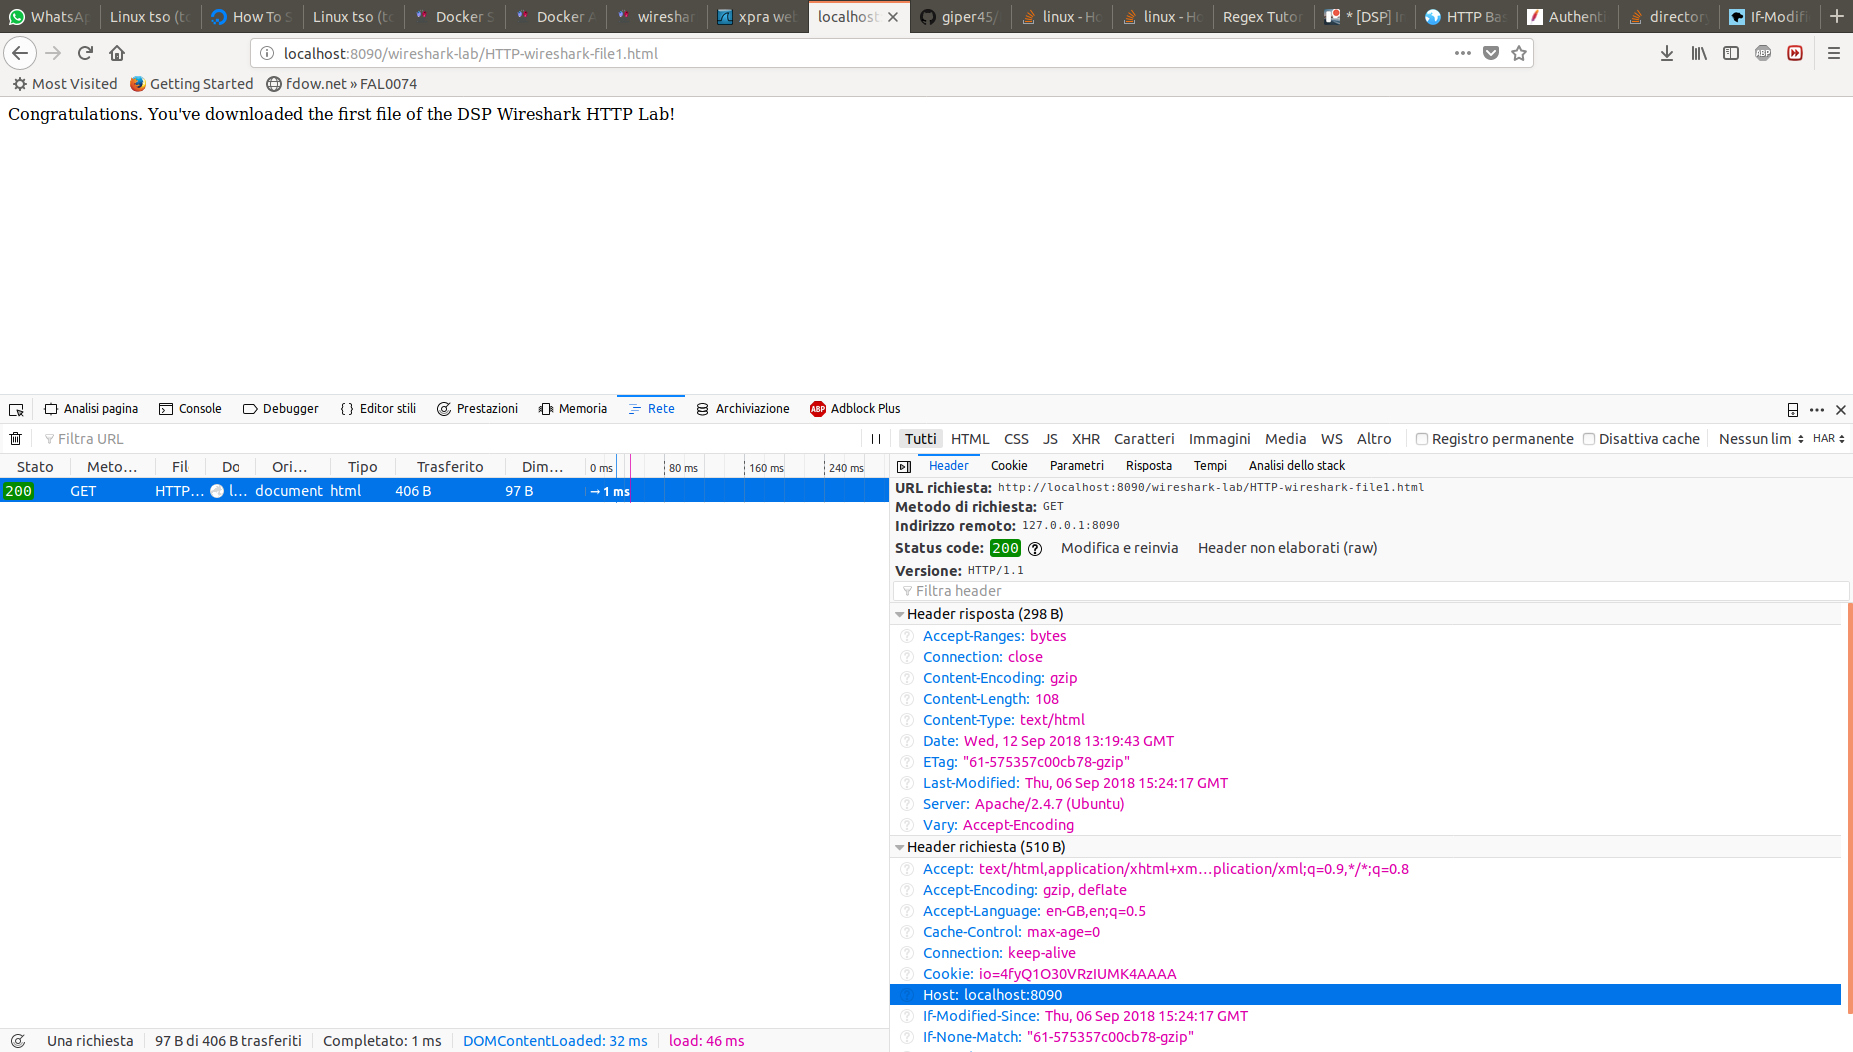 WhatsAp
Linux tso (to
How To S
Linux tso (to
Docker S
Docker A
wireshar
xpra web
localhost
giper45/
linux - Ho
linux - Ho
Regex Tutor
* [DSP] In
HTTP Bas
Authenti
directory
If-Modifi
localhost:8090/wireshark-lab/HTTP-wireshark-file1.html
Most Visited Getting Started fdow.net » FAL0074
Congratulations. You've downloaded the first file of the DSP Wireshark HTTP Lab!
Analisi pagina Console Debugger Editor stili Prestazioni Memoria Rete Archiviazione ABP Adblock Plus
Filtra URL
Tutti HTML CSS JS XHR Caratteri Immagini Media WS Altro Registro permanente Disattiva cache Nessun lim HAR
Stato Meto… Fil Do Ori… Tipo Trasferito Dim… 0 ms 80 ms 160 ms 240 ms
200 GET HTTP… l… document html 406 B 97 B → 1 ms
Header Cookie Parametri Risposta Tempi Analisi dello stack
URL richiesta: http://localhost:8090/wireshark-lab/HTTP-wireshark-file1.html
Metodo di richiesta: GET
Indirizzo remoto: 127.0.0.1:8090
Status code: 200 Modifica e reinvia Header non elaborati (raw)
Versione: HTTP/1.1
Filtra header
Header risposta (298 B)
Accept-Ranges: bytes
Connection: close
Content-Encoding: gzip
Content-Length: 108
Content-Type: text/html
Date: Wed, 12 Sep 2018 13:19:43 GMT
ETag: "61-575357c00cb78-gzip"
Last-Modified: Thu, 06 Sep 2018 15:24:17 GMT
Server: Apache/2.4.7 (Ubuntu)
Vary: Accept-Encoding
Header richiesta (510 B)
Accept: text/html,application/xhtml+xm…plication/xml;q=0.9,*/*;q=0.8
Accept-Encoding: gzip, deflate
Accept-Language: en-GB,en;q=0.5
Cache-Control: max-age=0
Connection: keep-alive
Cookie: io=4fyQ1O30VRzIUMK4AAAA
Host: localhost:8090
If-Modified-Since: Thu, 06 Sep 2018 15:24:17 GMT
If-None-Match: "61-575357c00cb78-gzip"
Una richiesta 97 B di 406 B trasferiti Completato: 1 ms DOMContentLoaded: 32 ms load: 46 ms